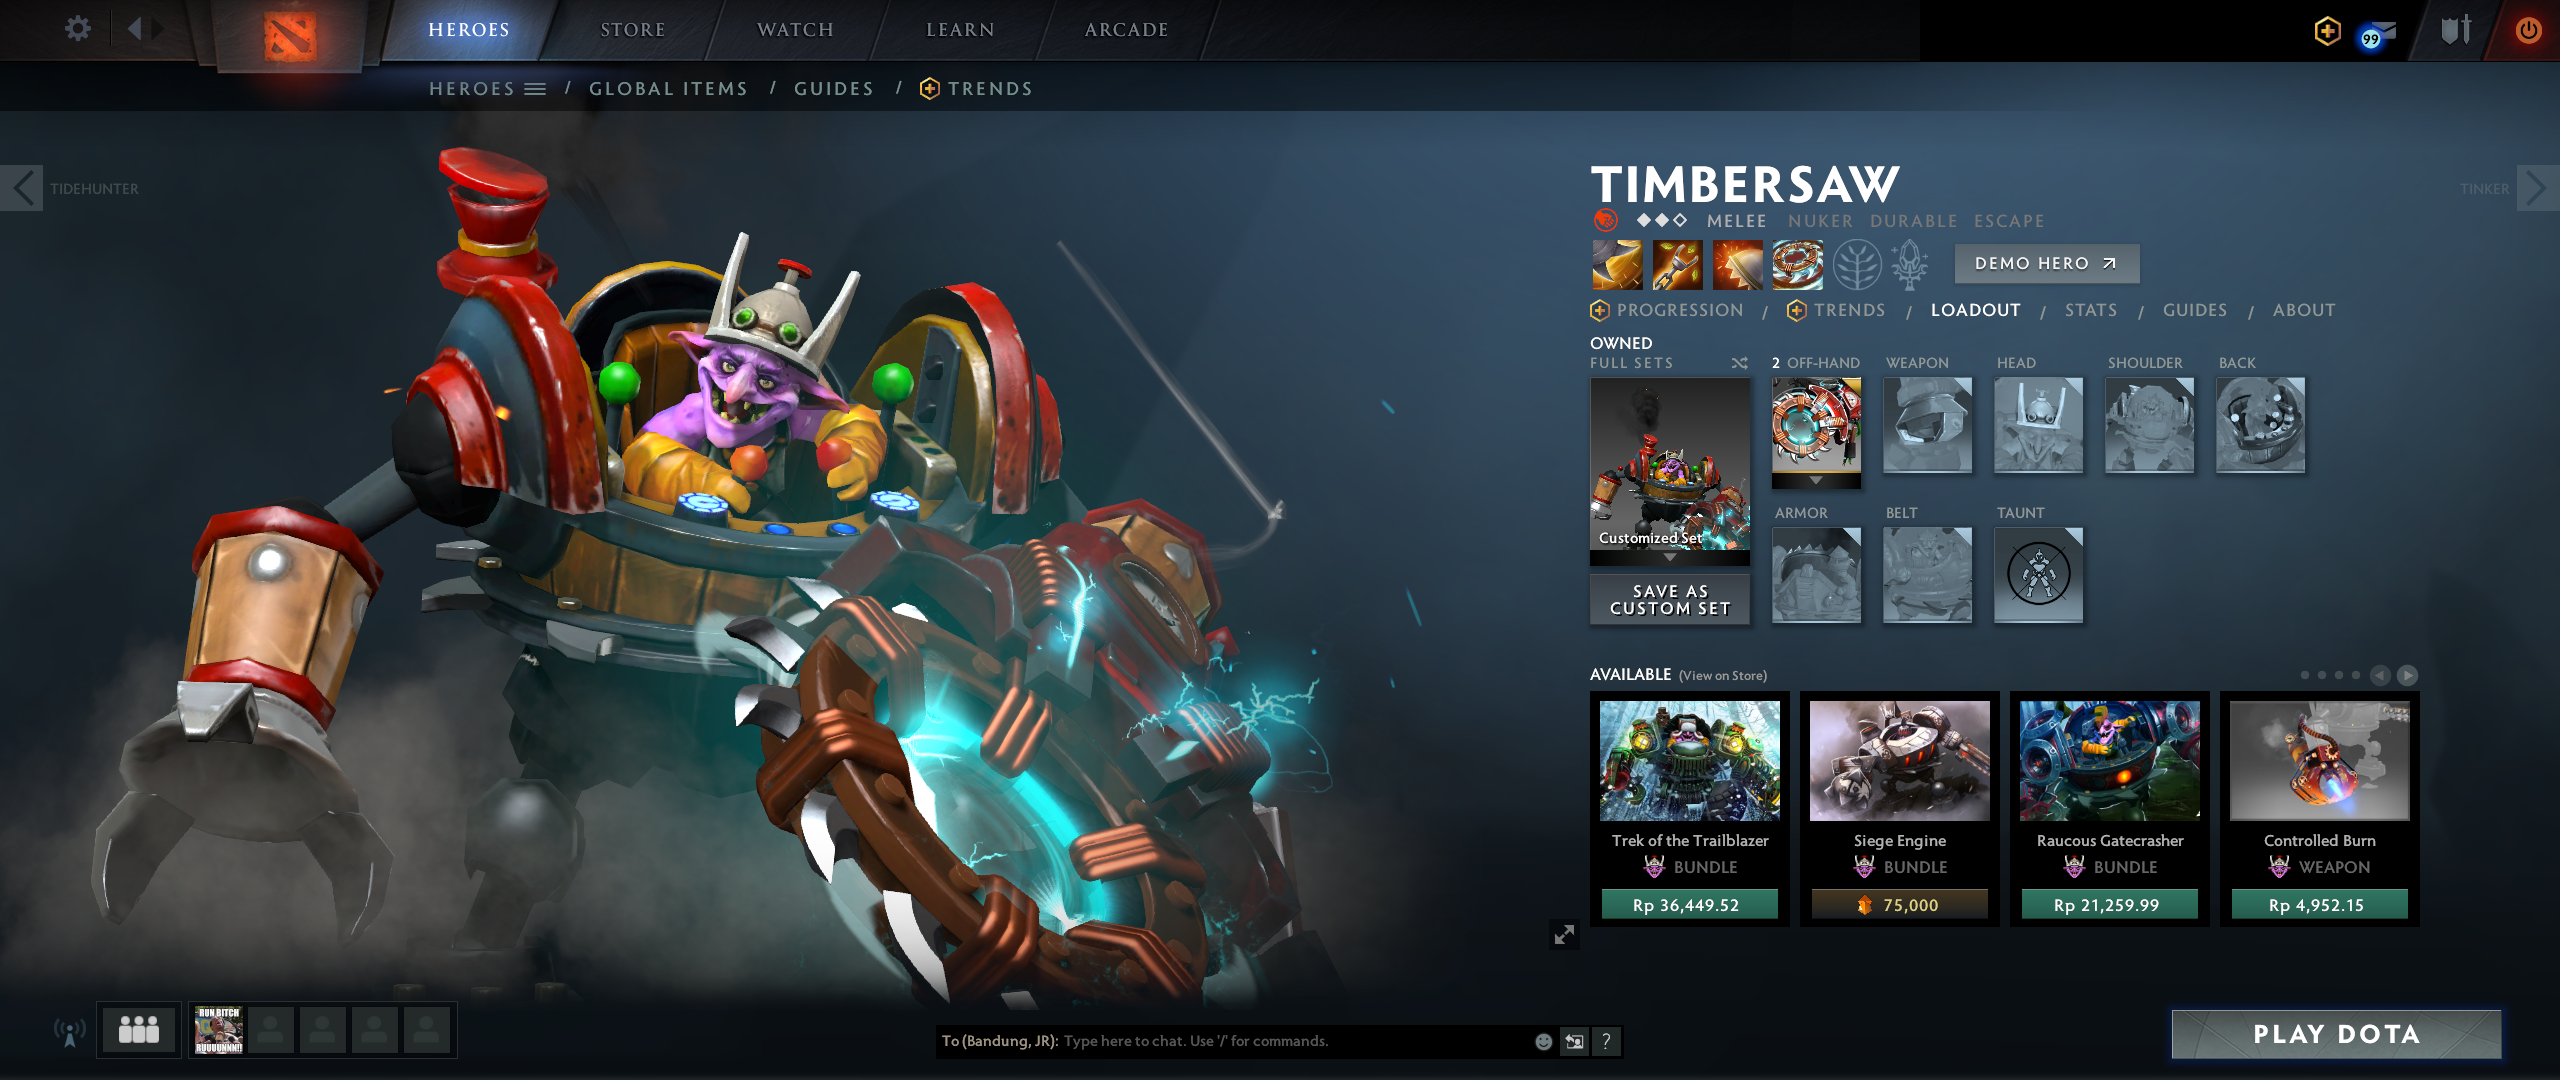 HEROES
STORE
WATCH
LEARN
ARCADE
99
HEROES / GLOBAL ITEMS / GUIDES / TRENDS
TIDEHUNTER
TINKER
TIMBERSAW
MELEE NUKER DURABLE ESCAPE
DEMO HERO
PROGRESSION / TRENDS / LOADOUT / STATS / GUIDES / ABOUT
OWNED
FULL SETS
2 OFF-HAND
WEAPON
HEAD
SHOULDER
BACK
Customized Set
SAVE AS
CUSTOM SET
ARMOR
BELT
TAUNT
AVAILABLE (View on Store)
Trek of the Trailblazer
BUNDLE
Rp 36,449.52
Siege Engine
BUNDLE
75,000
Raucous Gatecrasher
BUNDLE
Rp 21,259.99
Controlled Burn
WEAPON
Rp 4,952.15
RUN BITCH
RUUUUNNN!!
To (Bandung, JR): Type here to chat. Use '/' for commands.
?
PLAY DOTA